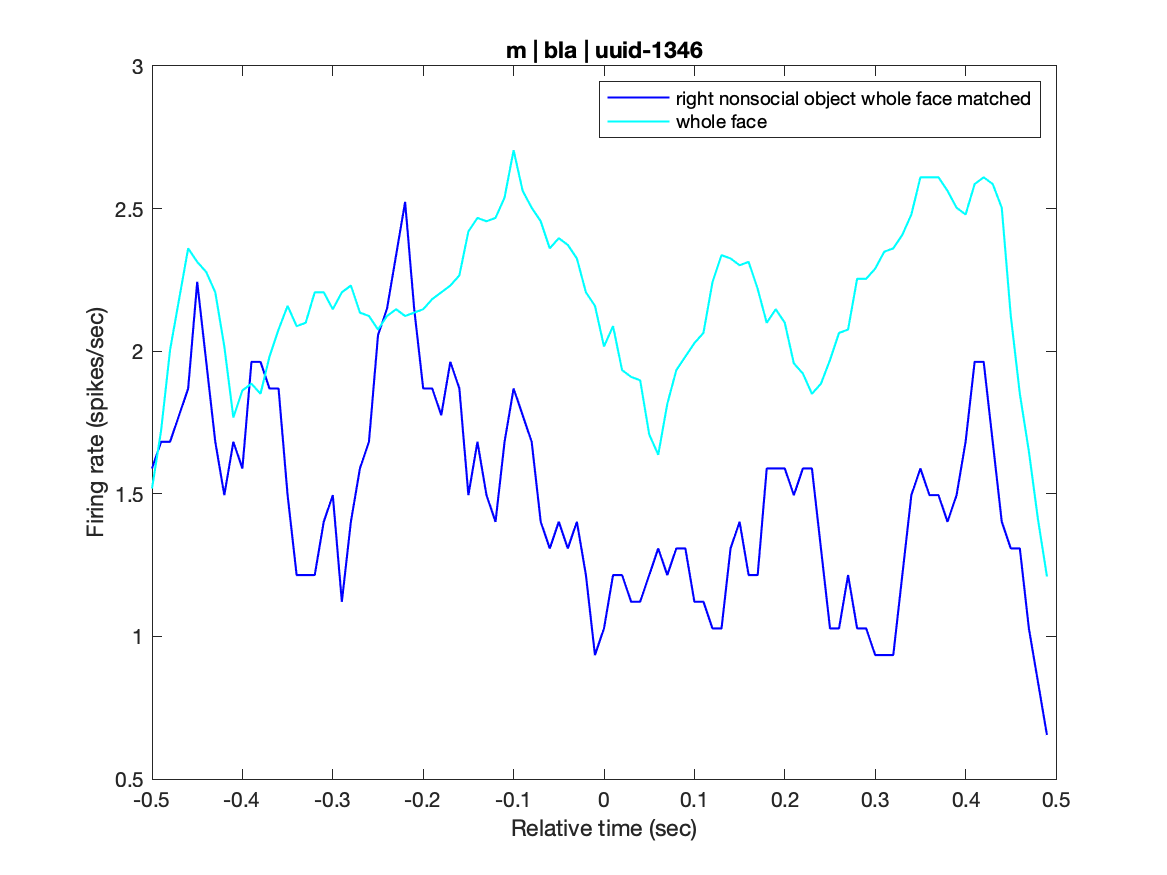 m | bla | uuid-1346
right nonsocial object whole face matched
whole face
3
2.5
2
1.5
1
0.5
Firing rate (spikes/sec)
-0.5 -0.4 -0.3 -0.2 -0.1 0 0.1 0.2 0.3 0.4 0.5
Relative time (sec)